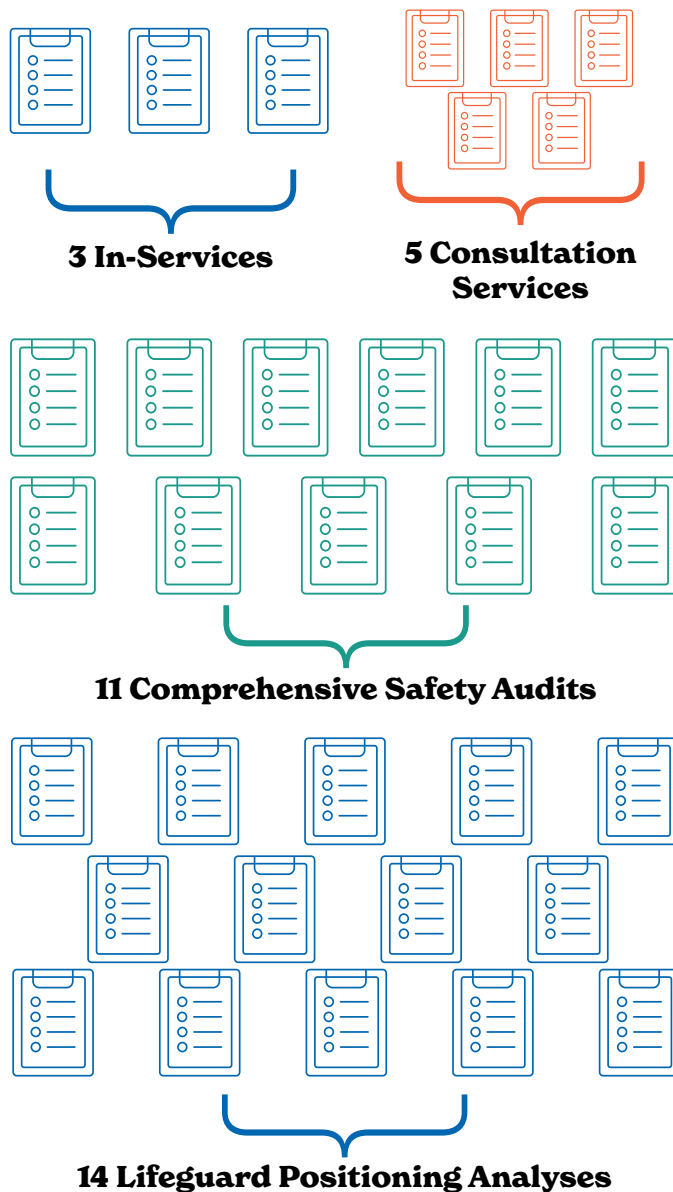 3 In-Services
5 Consultation
Services
11 Comprehensive Safety Audits
14 Lifeguard Positioning Analyses